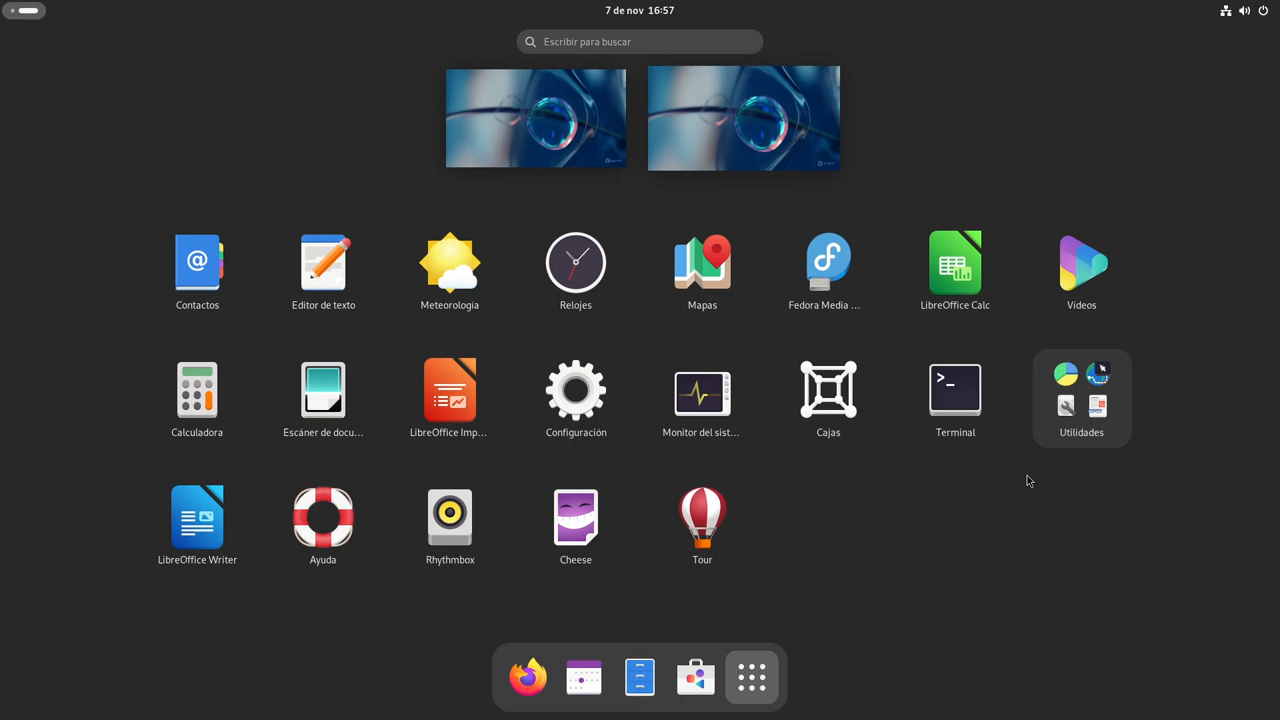 7 de nov 16:57
Escribir para buscar
Contactos
Editor de texto
Meteorología
Relojes
Mapas
Fedora Media ...
LibreOffice Calc
Vídeos
Calculadora
Escáner de docu...
LibreOffice Imp...
Configuración
Monitor del sist...
Cajas
Terminal
Utilidades
LibreOffice Writer
Ayuda
Rhythmbox
Cheese
Tour